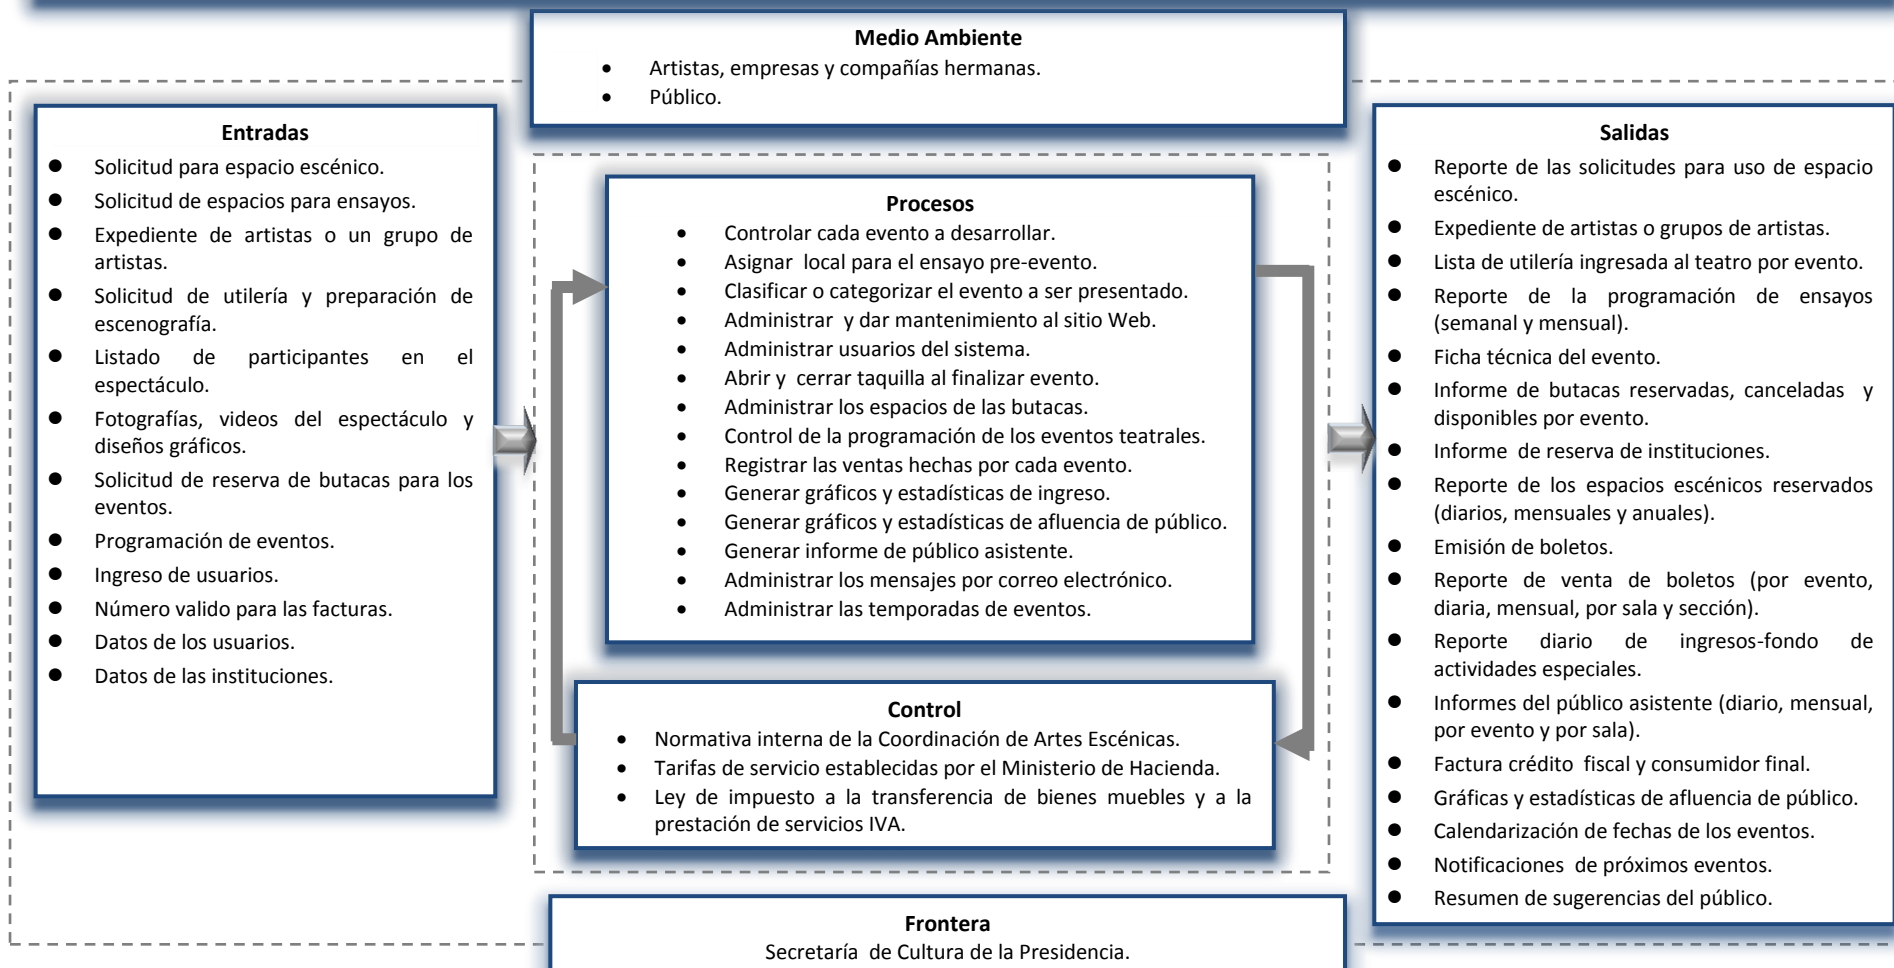 Medio Ambiente
• Artistas, empresas y compañías hermanas.
• Público.
Entradas
● Solicitud para espacio escénico.
● Solicitud de espacios para ensayos.
● Expediente de artistas o un grupo de
artistas.
● Solicitud de utilería y preparación de
escenografía.
● Listado de participantes en el
espectáculo.
● Fotografías, videos del espectáculo y
diseños gráficos.
● Solicitud de reserva de butacas para los
eventos.
● Programación de eventos.
● Ingreso de usuarios.
● Número valido para las facturas.
● Datos de los usuarios.
● Datos de las instituciones.
Procesos
• Controlar cada evento a desarrollar.
• Asignar local para el ensayo pre-evento.
• Clasificar o categorizar el evento a ser presentado.
• Administrar y dar mantenimiento al sitio Web.
• Administrar usuarios del sistema.
• Abrir y cerrar taquilla al finalizar evento.
• Administrar los espacios de las butacas.
• Control de la programación de los eventos teatrales.
• Registrar las ventas hechas por cada evento.
• Generar gráficos y estadísticas de ingreso.
• Generar gráficos y estadísticas de afluencia de público.
• Generar informe de público asistente.
• Administrar los mensajes por correo electrónico.
• Administrar las temporadas de eventos.
Control
• Normativa interna de la Coordinación de Artes Escénicas.
• Tarifas de servicio establecidas por el Ministerio de Hacienda.
• Ley de impuesto a la transferencia de bienes muebles y a la
prestación de servicios IVA.
Salidas
● Reporte de las solicitudes para uso de espacio
escénico.
● Expediente de artistas o grupos de artistas.
● Lista de utilería ingresada al teatro por evento.
● Reporte de la programación de ensayos
(semanal y mensual).
● Ficha técnica del evento.
● Informe de butacas reservadas, canceladas y
disponibles por evento.
● Informe de reserva de instituciones.
● Reporte de los espacios escénicos reservados
(diarios, mensuales y anuales).
● Emisión de boletos.
● Reporte de venta de boletos (por evento,
diaria, mensual, por sala y sección).
● Reporte diario de ingresos-fondo de
actividades especiales.
● Informes del público asistente (diario, mensual,
por evento y por sala).
● Factura crédito fiscal y consumidor final.
● Gráficas y estadísticas de afluencia de público.
● Calendarización de fechas de los eventos.
● Notificaciones de próximos eventos.
● Resumen de sugerencias del público.
Frontera
Secretaría de Cultura de la Presidencia.